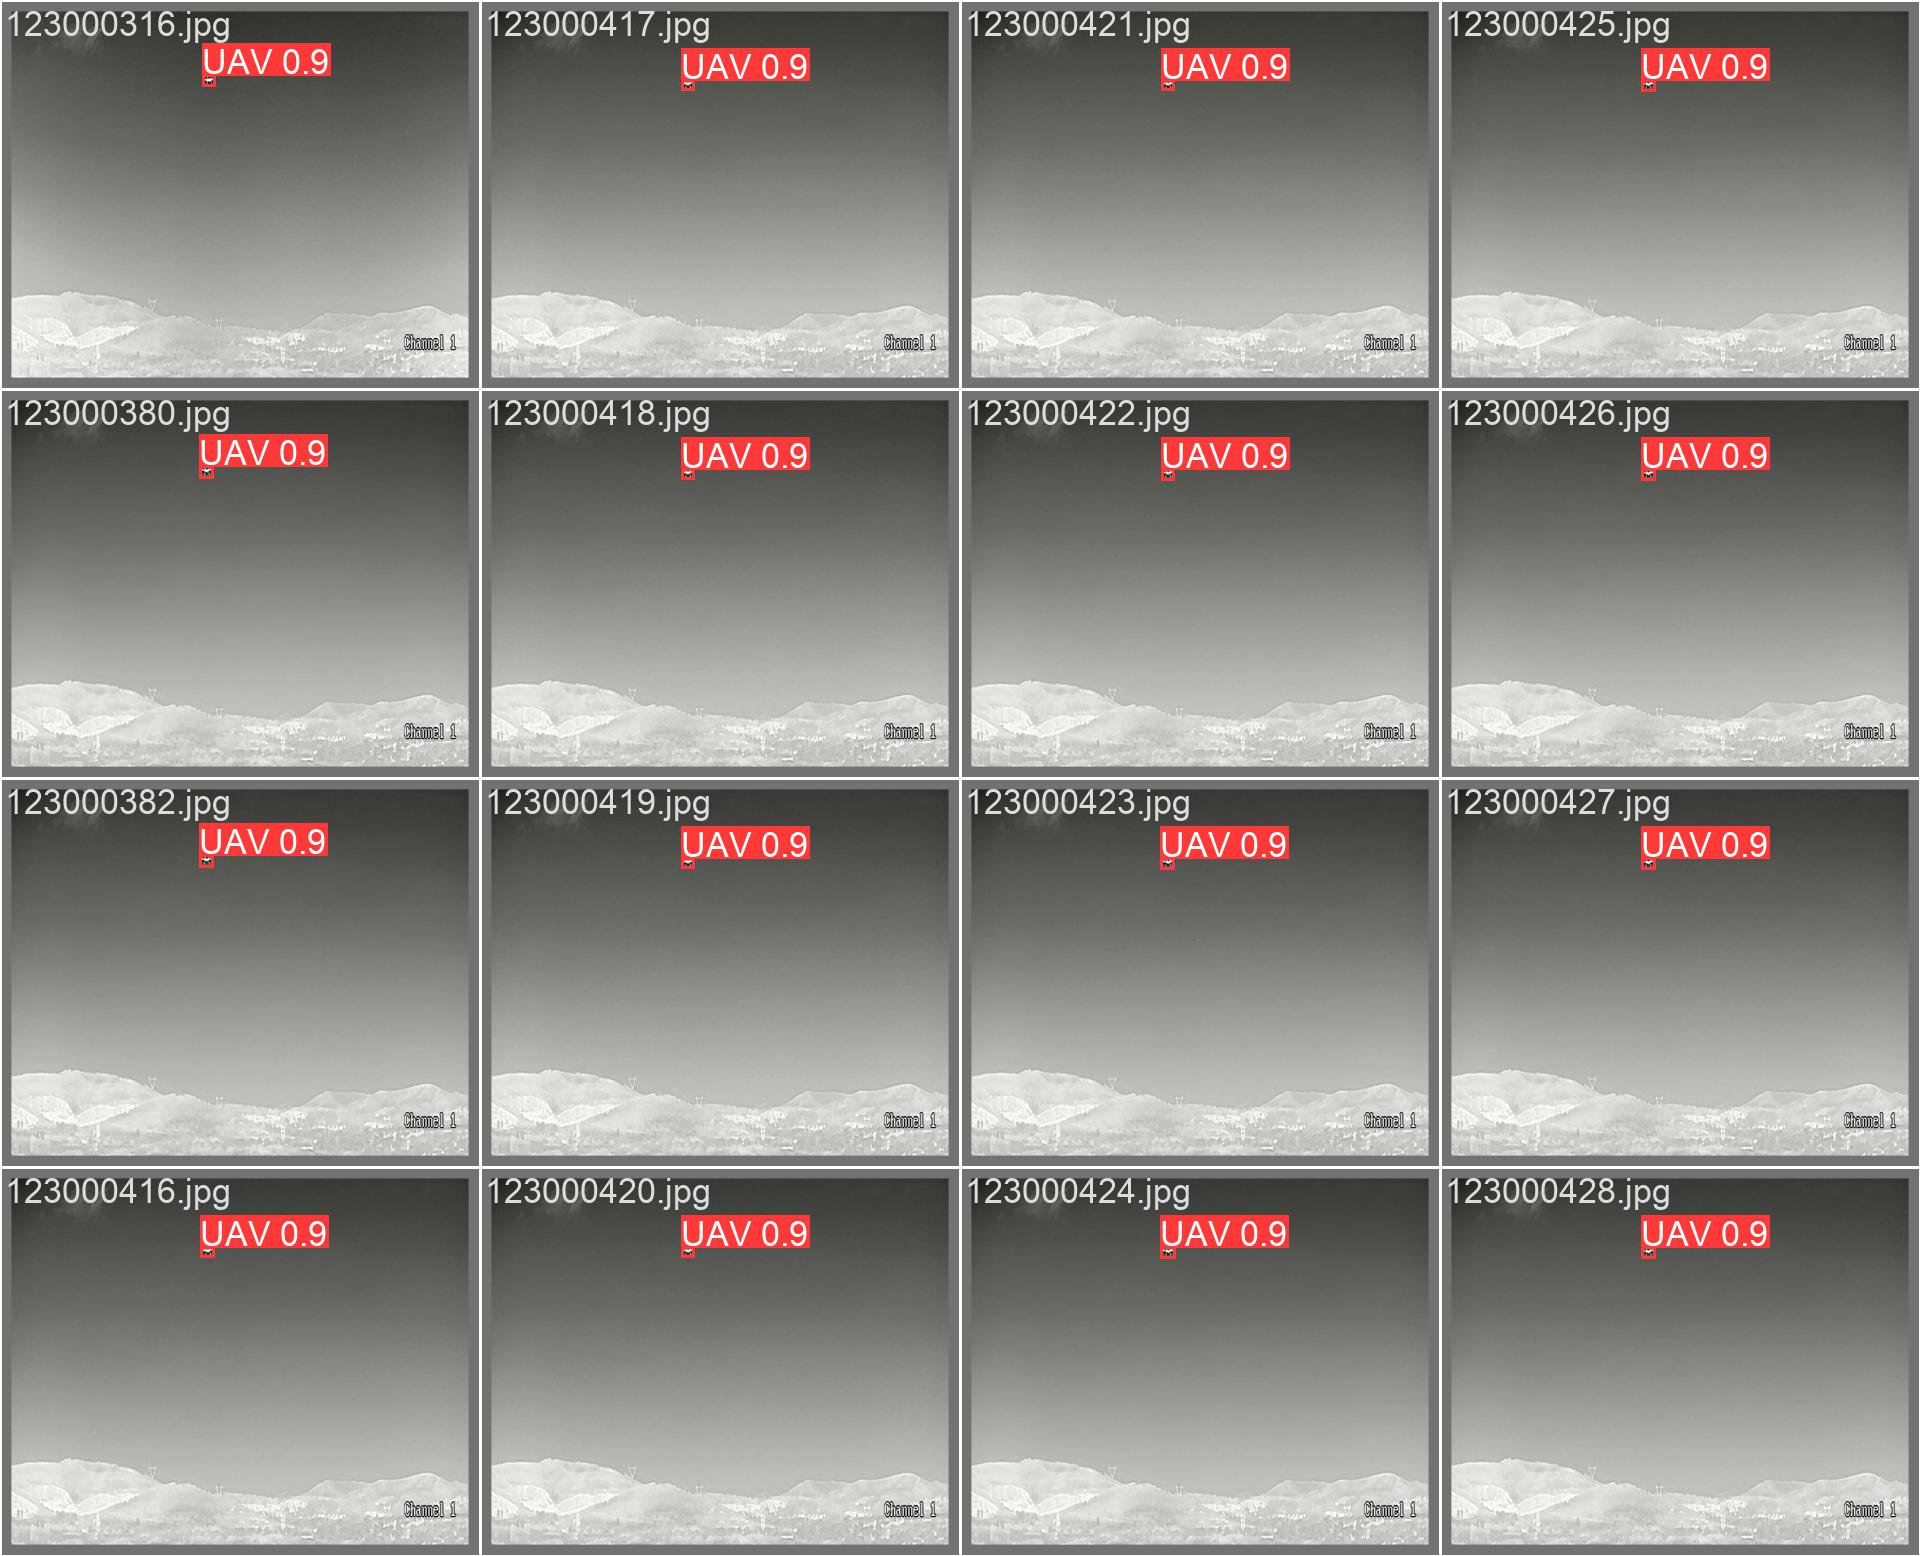 123000316.jpg
UAV 0.9
Channel 1
123000417.jpg
UAV 0.9
Channel 1
123000421.jpg
UAV 0.9
Channel 1
123000425.jpg
UAV 0.9
Channel 1
123000380.jpg
UAV 0.9
Channel 1
123000418.jpg
UAV 0.9
Channel 1
123000422.jpg
UAV 0.9
Channel 1
123000426.jpg
UAV 0.9
Channel 1
123000382.jpg
UAV 0.9
Channel 1
123000419.jpg
UAV 0.9
Channel 1
123000423.jpg
UAV 0.9
Channel 1
123000427.jpg
UAV 0.9
Channel 1
123000416.jpg
UAV 0.9
Channel 1
123000420.jpg
UAV 0.9
Channel 1
123000424.jpg
UAV 0.9
Channel 1
123000428.jpg
UAV 0.9
Channel 1